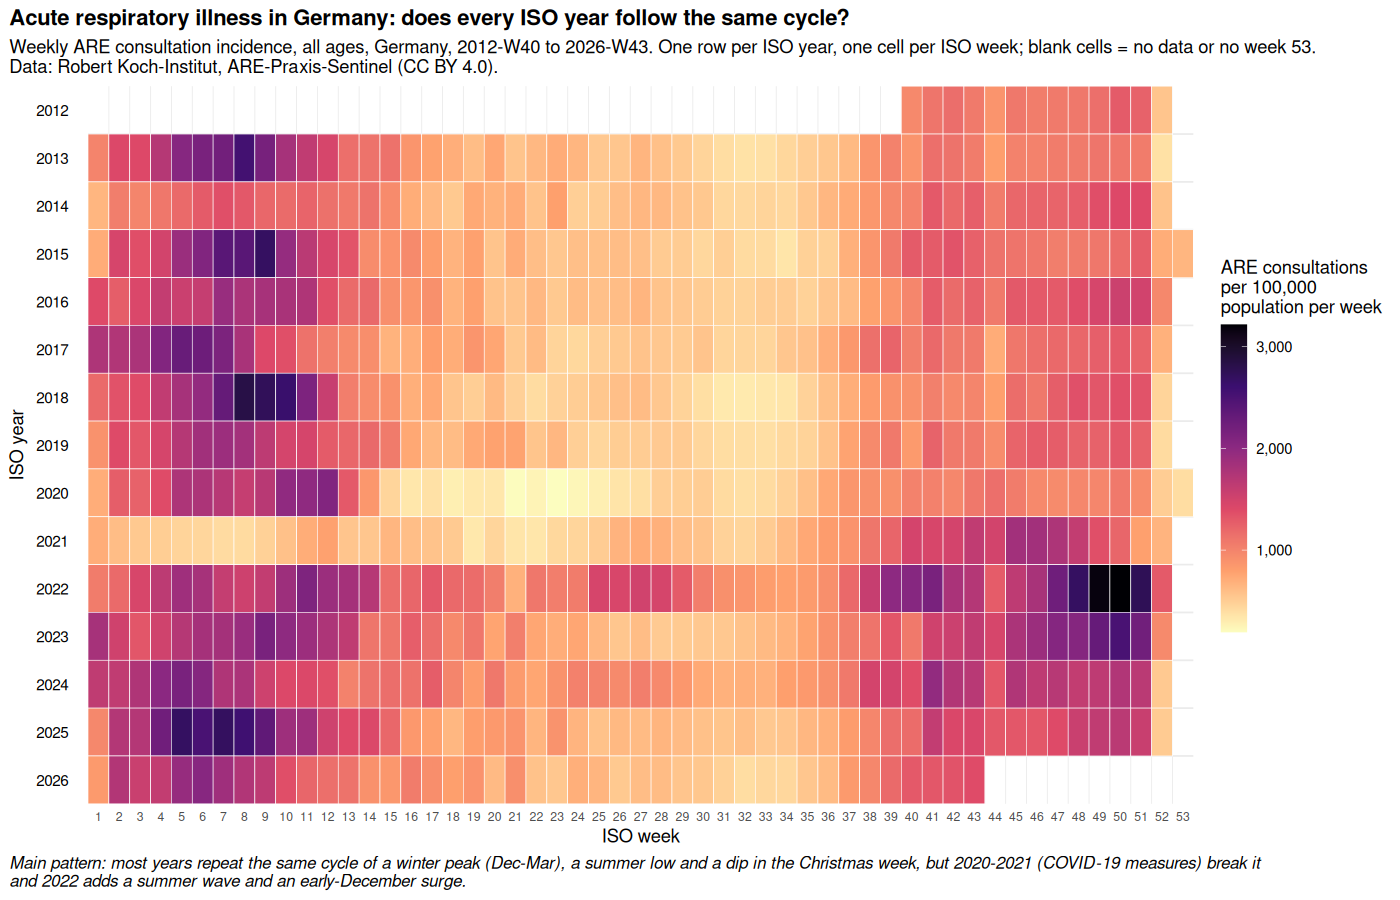 Acute respiratory illness in Germany: does every ISO year follow the same cycle?
Weekly ARE consultation incidence, all ages, Germany, 2012-W40 to 2026-W43. One row per ISO year, one cell per ISO week; blank cells = no data or no week 53.
Data: Robert Koch-Institut, ARE-Praxis-Sentinel (CC BY 4.0).
2012
2013
2014
2015
2016
2017
2018
2019
2020
2021
2022
2023
2024
2025
2026
ISO year
1 2 3 4 5 6 7 8 9 10 11 12 13 14 15 16 17 18 19 20 21 22 23 24 25 26 27 28 29 30 31 32 33 34 35 36 37 38 39 40 41 42 43 44 45 46 47 48 49 50 51 52 53
ISO week
ARE consultations
per 100,000
population per week
3,000
2,000
1,000
Main pattern: most years repeat the same cycle of a winter peak (Dec-Mar), a summer low and a dip in the Christmas week, but 2020-2021 (COVID-19 measures) break it
and 2022 adds a summer wave and an early-December surge.